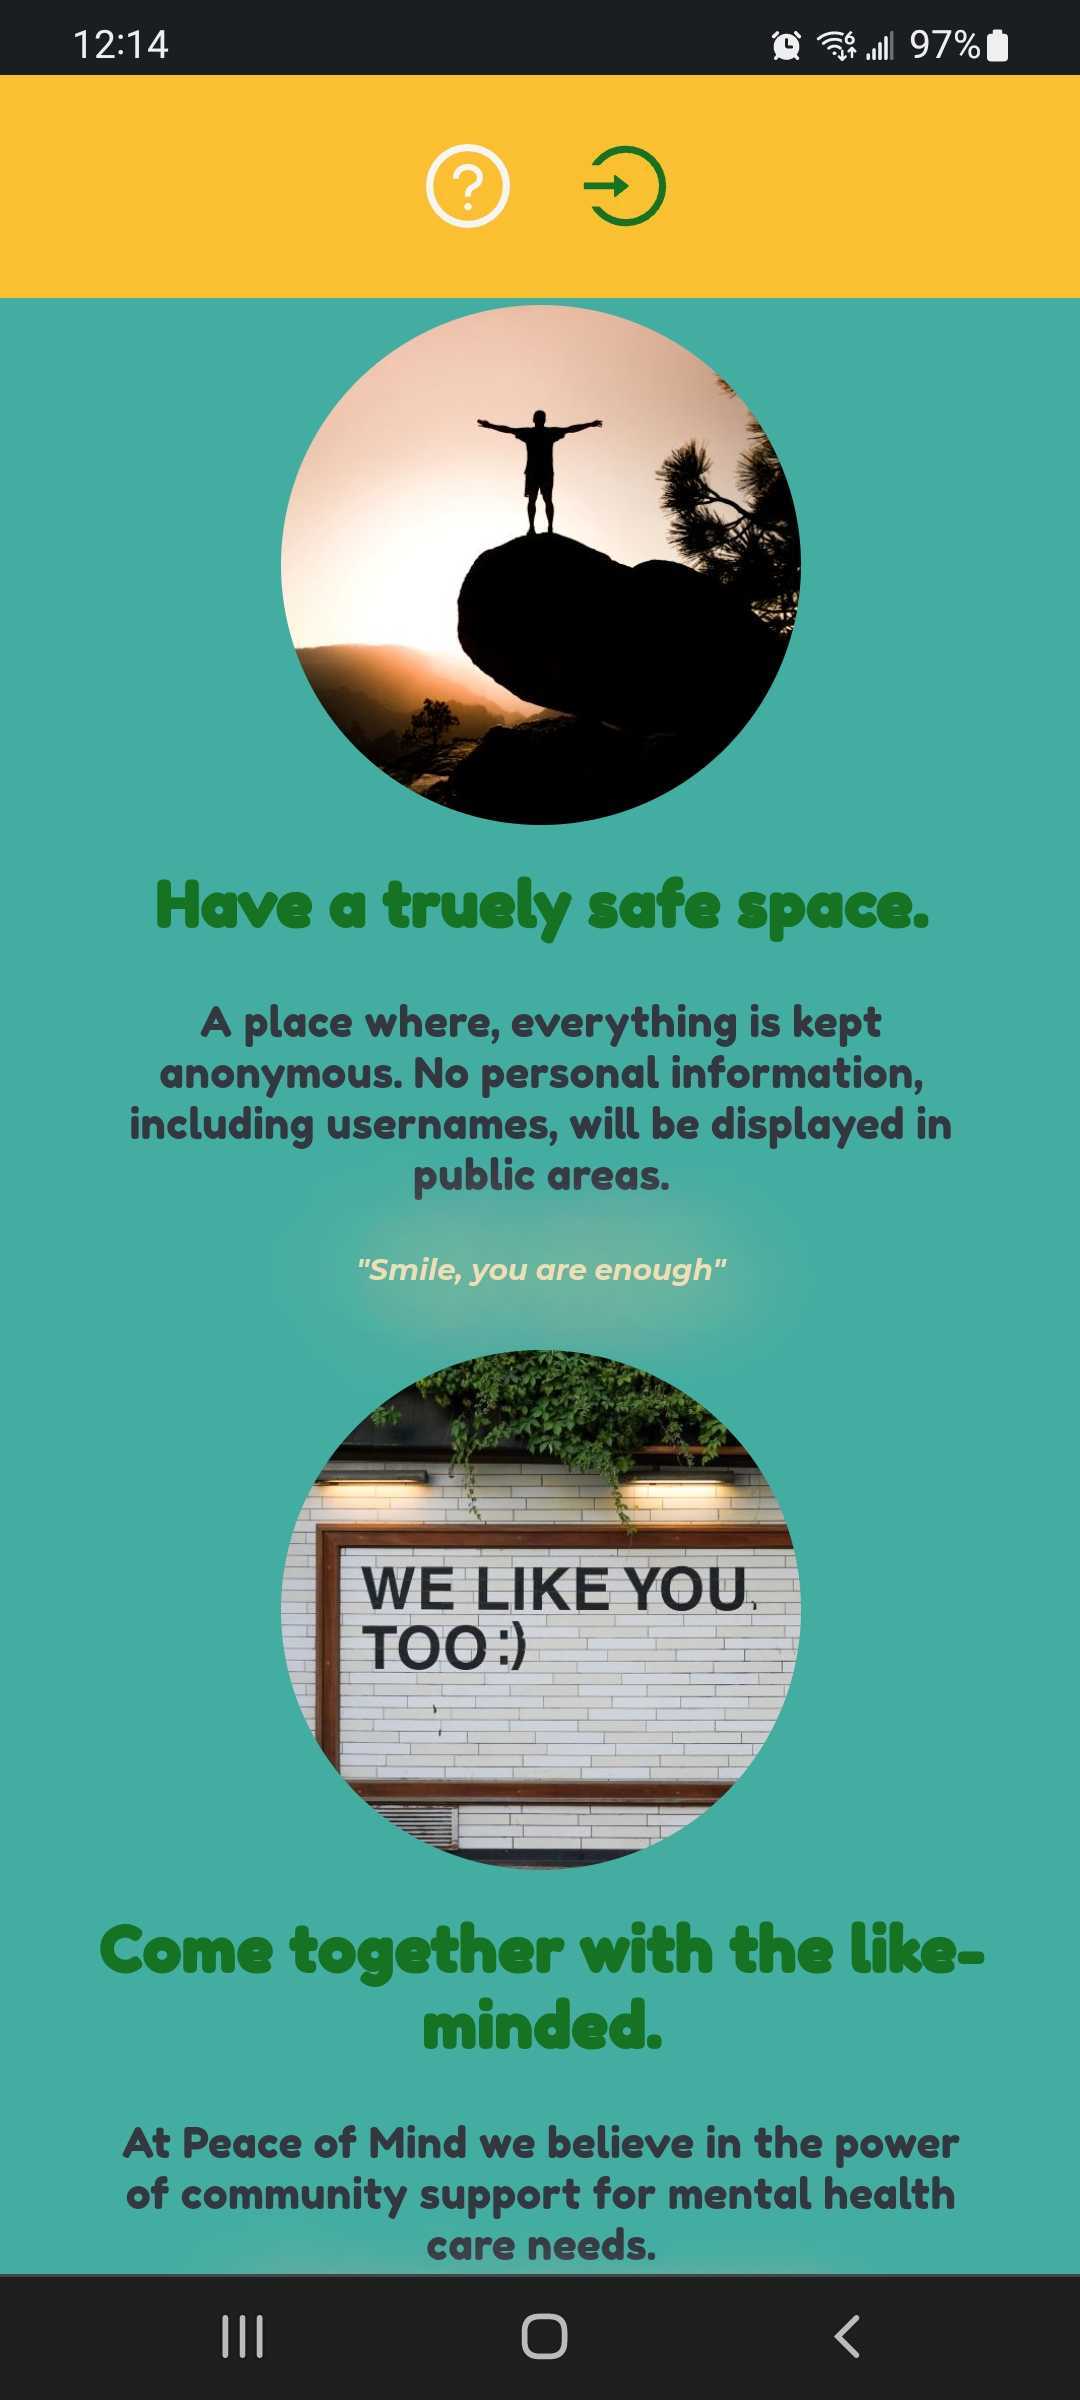 12:14
97%
Have a truely safe space.
A place where, everything is kept
anonymous. No personal information,
including usernames, will be displayed in
public areas.
"Smile, you are enough"
WE LIKE YOU,
TOO :)
Come together with the like-
minded.
At Peace of Mind we believe in the power
of community support for mental health
care needs.